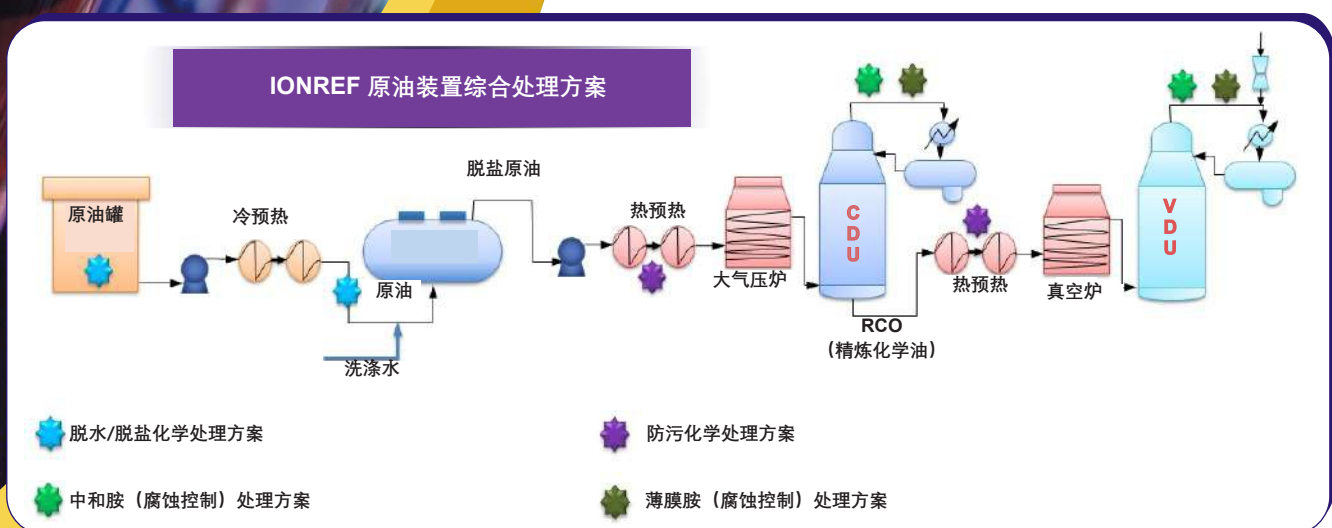 IONREF 原油装置综合处理方案
脱盐原油
原油罐
冷预热
热预热
CDU
VDU
原油
大气压炉
热预热
真空炉
RCO
（精炼化学油）
洗涤水
脱水/脱盐化学处理方案
防污化学处理方案
中和胺（腐蚀控制）处理方案
薄膜胺（腐蚀控制）处理方案